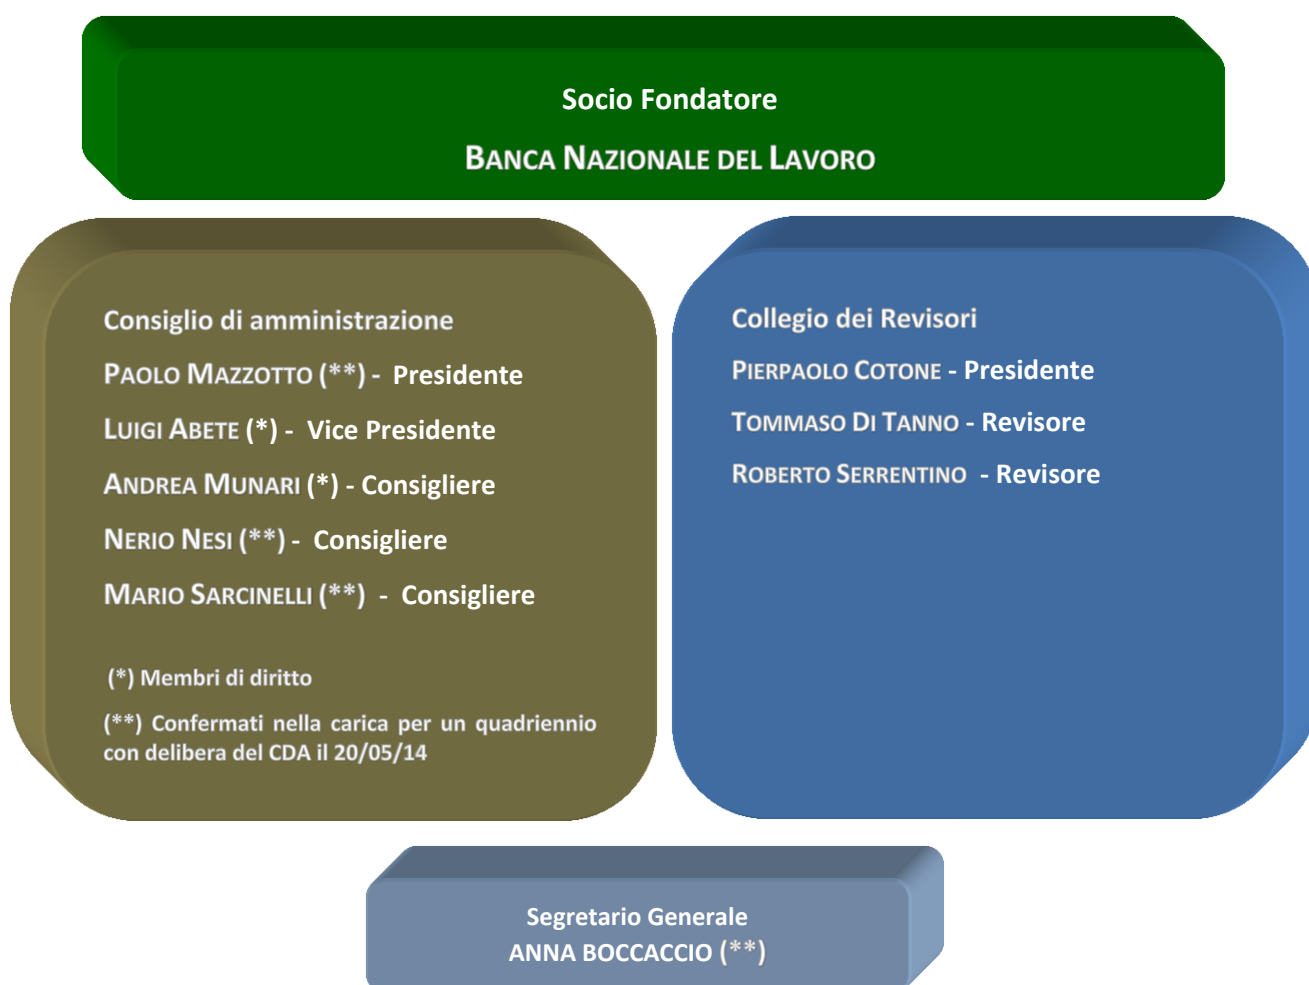 Socio Fondatore
BANCA NAZIONALE DEL LAVORO
Consiglio di amministrazione
PAOLO MAZZOTTO (**) - Presidente
LUIGI ABETE (*) - Vice Presidente
ANDREA MUNARI (*) - Consigliere
NERIO NESI (**) - Consigliere
MARIO SARCINELLI (**) - Consigliere
(*) Membri di diritto
(**) Confermati nella carica per un quadriennio
con delibera del CDA il 20/05/14
Collegio dei Revisori
PIERPAOLO COTONE - Presidente
TOMMASO DI TANNO - Revisore
ROBERTO SERRENTINO - Revisore
Segretario Generale
ANNA BOCCACCIO (**)